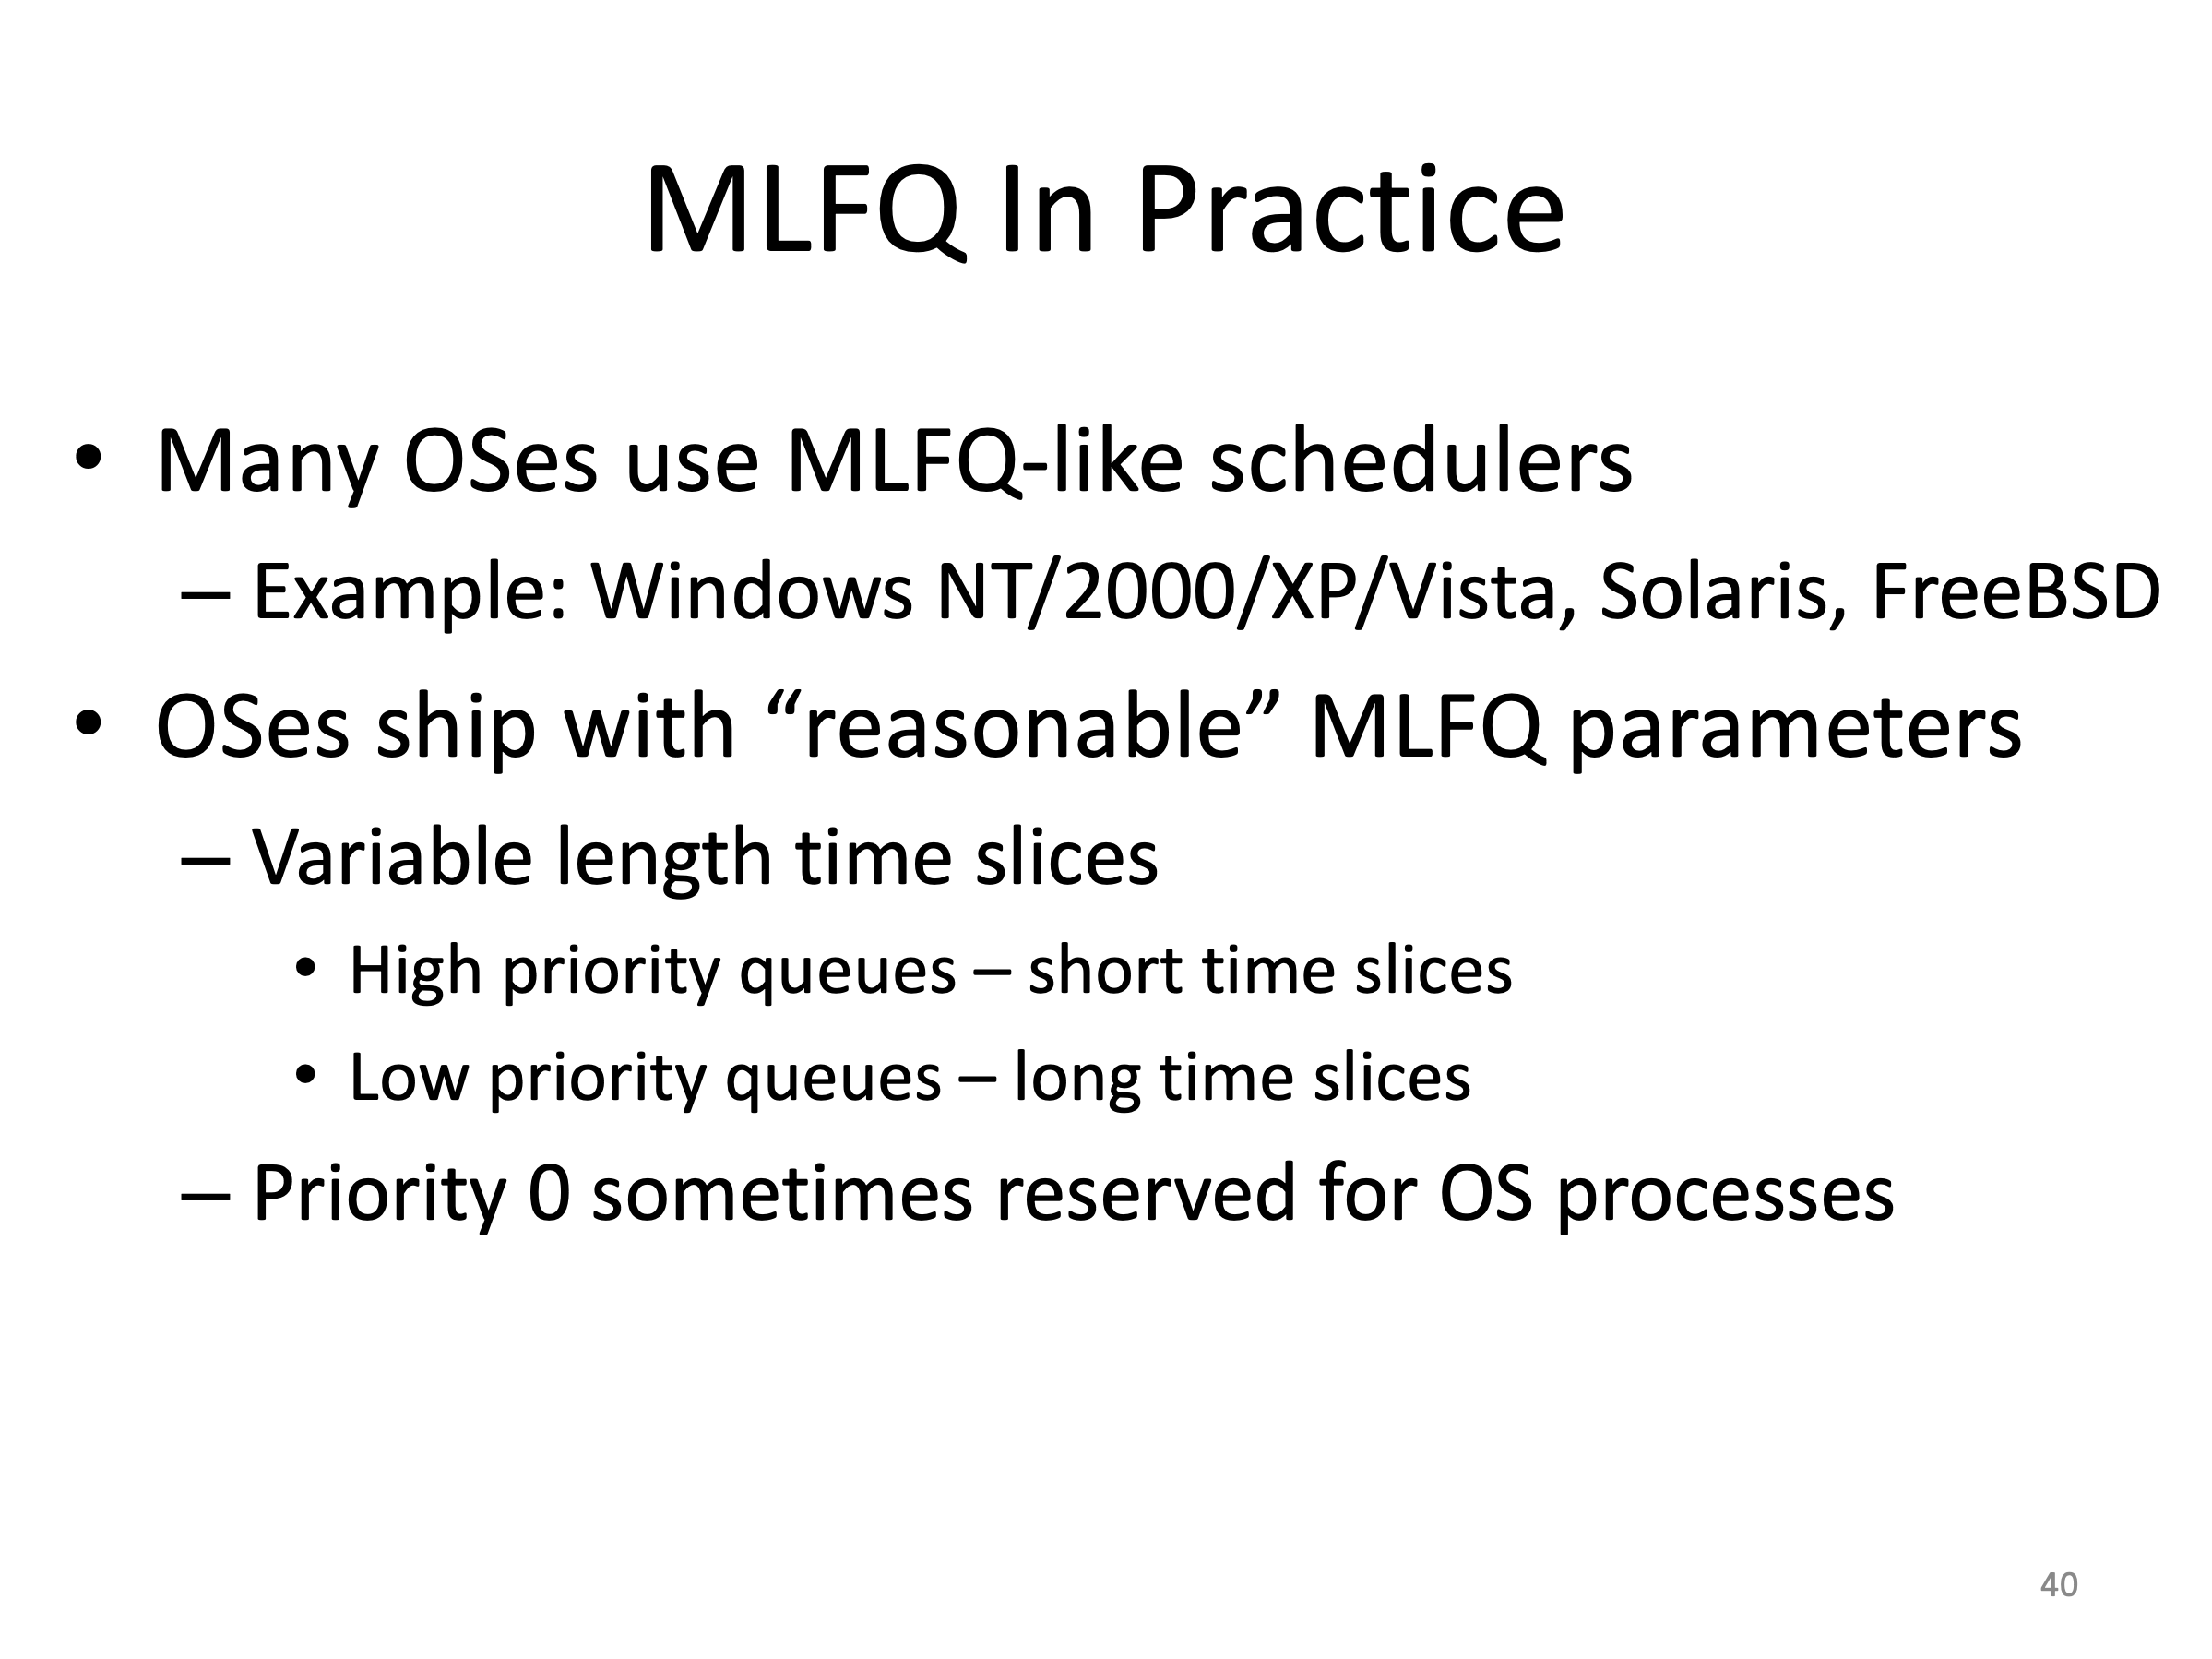 MLFQ In Practice
• Many OSes use MLFQ-like schedulers
– Example: Windows NT/2000/XP/Vista, Solaris, FreeBSD
• OSes ship with “reasonable” MLFQ parameters
– Variable length time slices
• High priority queues – short time slices
• Low priority queues – long time slices
– Priority 0 sometimes reserved for OS processes
40